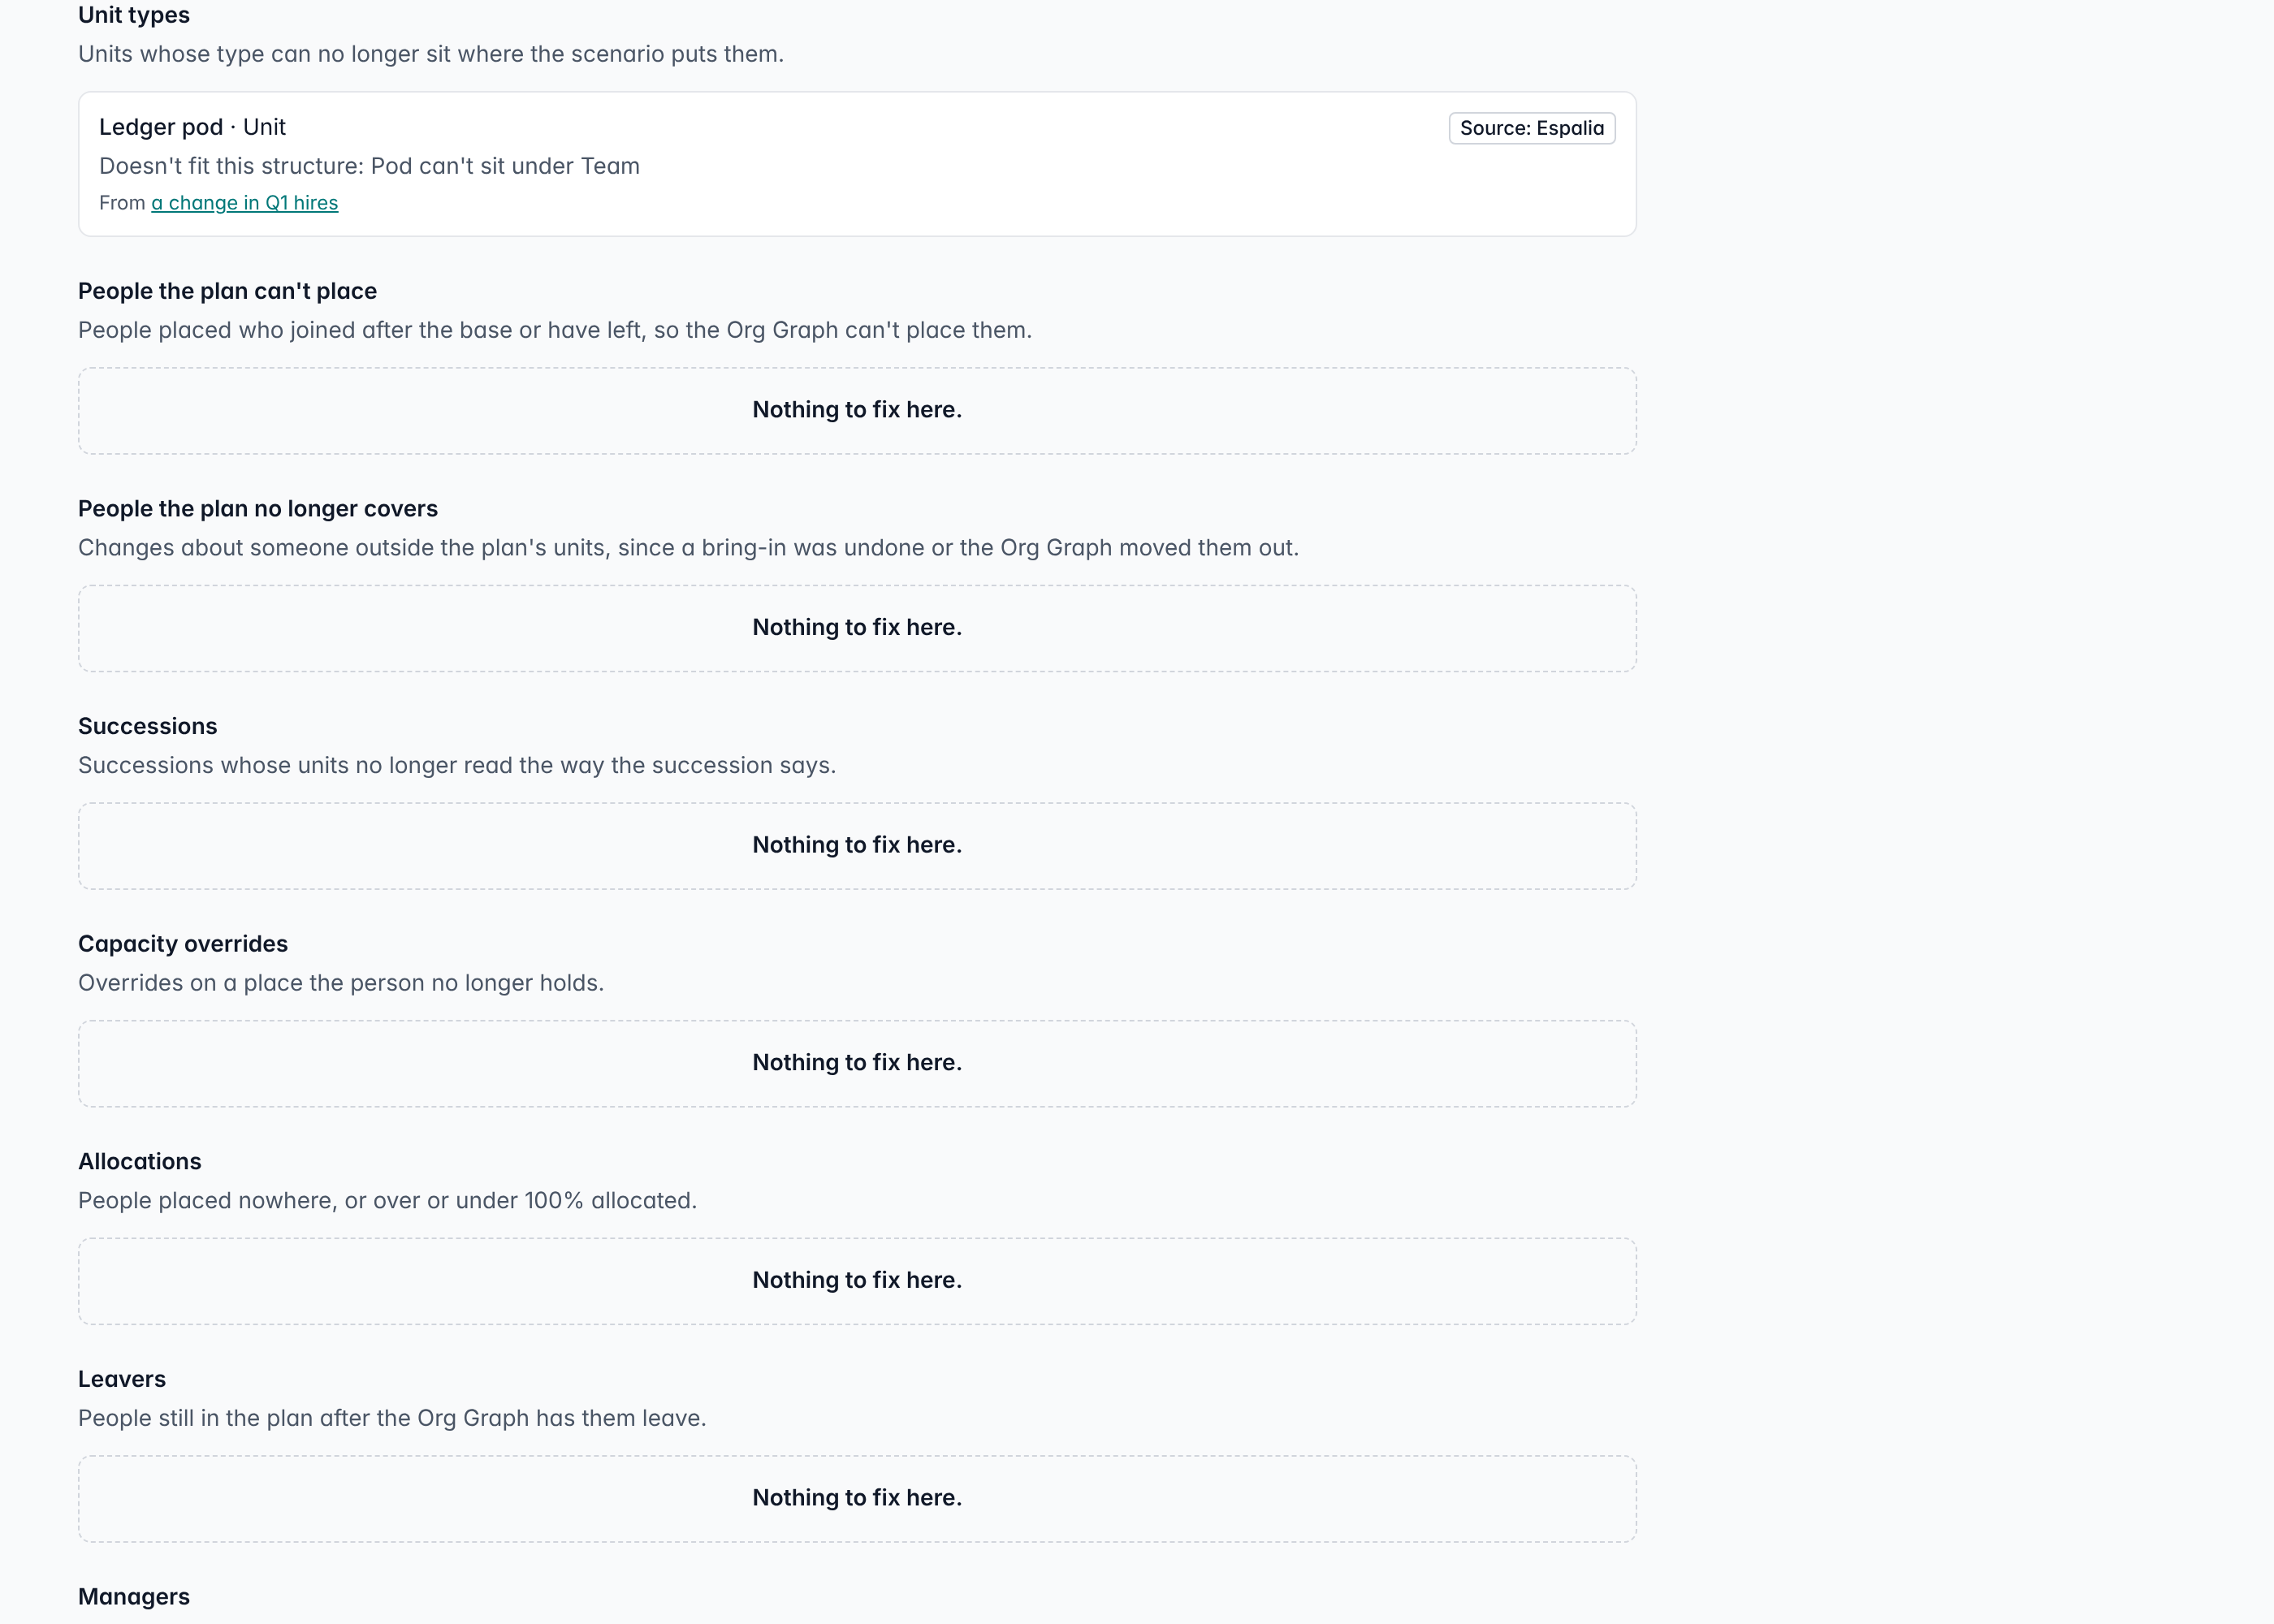 Unit types
Units whose type can no longer sit where the scenario puts them.
Ledger pod · Unit
Source: Espalia
Doesn't fit this structure: Pod can't sit under Team
From a change in Q1 hires
People the plan can't place
People placed who joined after the base or have left, so the Org Graph can't place them.
Nothing to fix here.
People the plan no longer covers
Changes about someone outside the plan's units, since a bring-in was undone or the Org Graph moved them out.
Nothing to fix here.
Successions
Successions whose units no longer read the way the succession says.
Nothing to fix here.
Capacity overrides
Overrides on a place the person no longer holds.
Nothing to fix here.
Allocations
People placed nowhere, or over or under 100% allocated.
Nothing to fix here.
Leavers
People still in the plan after the Org Graph has them leave.
Nothing to fix here.
Managers